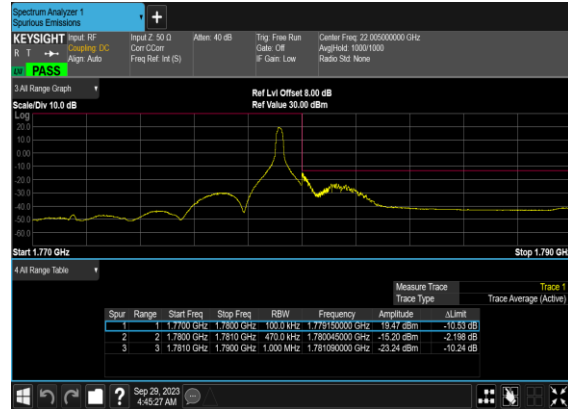 Spectrum Analyzer 1
Spurious Emissions
KEYSIGHT Input: RF Input Z: 50 Ω Atten: 40 dB Trig: Free Run Center Freq: 22.005000000 GHz
R T Coupling: DC Corr CCorr Gate: Off Avg|Hold: 1000/1000
Align: Auto Freq Ref: Int (S) IF Gain: Low Radio Std: None
PASS
3 All Range Graph
Ref Lvl Offset 8.00 dB
Scale/Div 10.0 dB Ref Value 30.00 dBm
Log
20.0
10.0
0.00
-10.0
-20.0
-30.0
-40.0
-50.0
-60.0
Start 1.770 GHz Stop 1.790 GH
4 All Range Table
Measure Trace Trace 1
Trace Type Trace Average (Active)
Spur Range Start Freq Stop Freq RBW Frequency Amplitude ΔLimit
1 1 1.7700 GHz 1.7800 GHz 100.0 kHz 1.779150000 GHz 19.47 dBm -10.53 dB
2 2 1.7800 GHz 1.7810 GHz 470.0 kHz 1.780045000 GHz -15.20 dBm -2.198 dB
3 3 1.7810 GHz 1.7900 GHz 1.000 MHz 1.781090000 GHz -23.24 dBm -10.24 dB
? Sep 29, 2023
4:45:27 AM